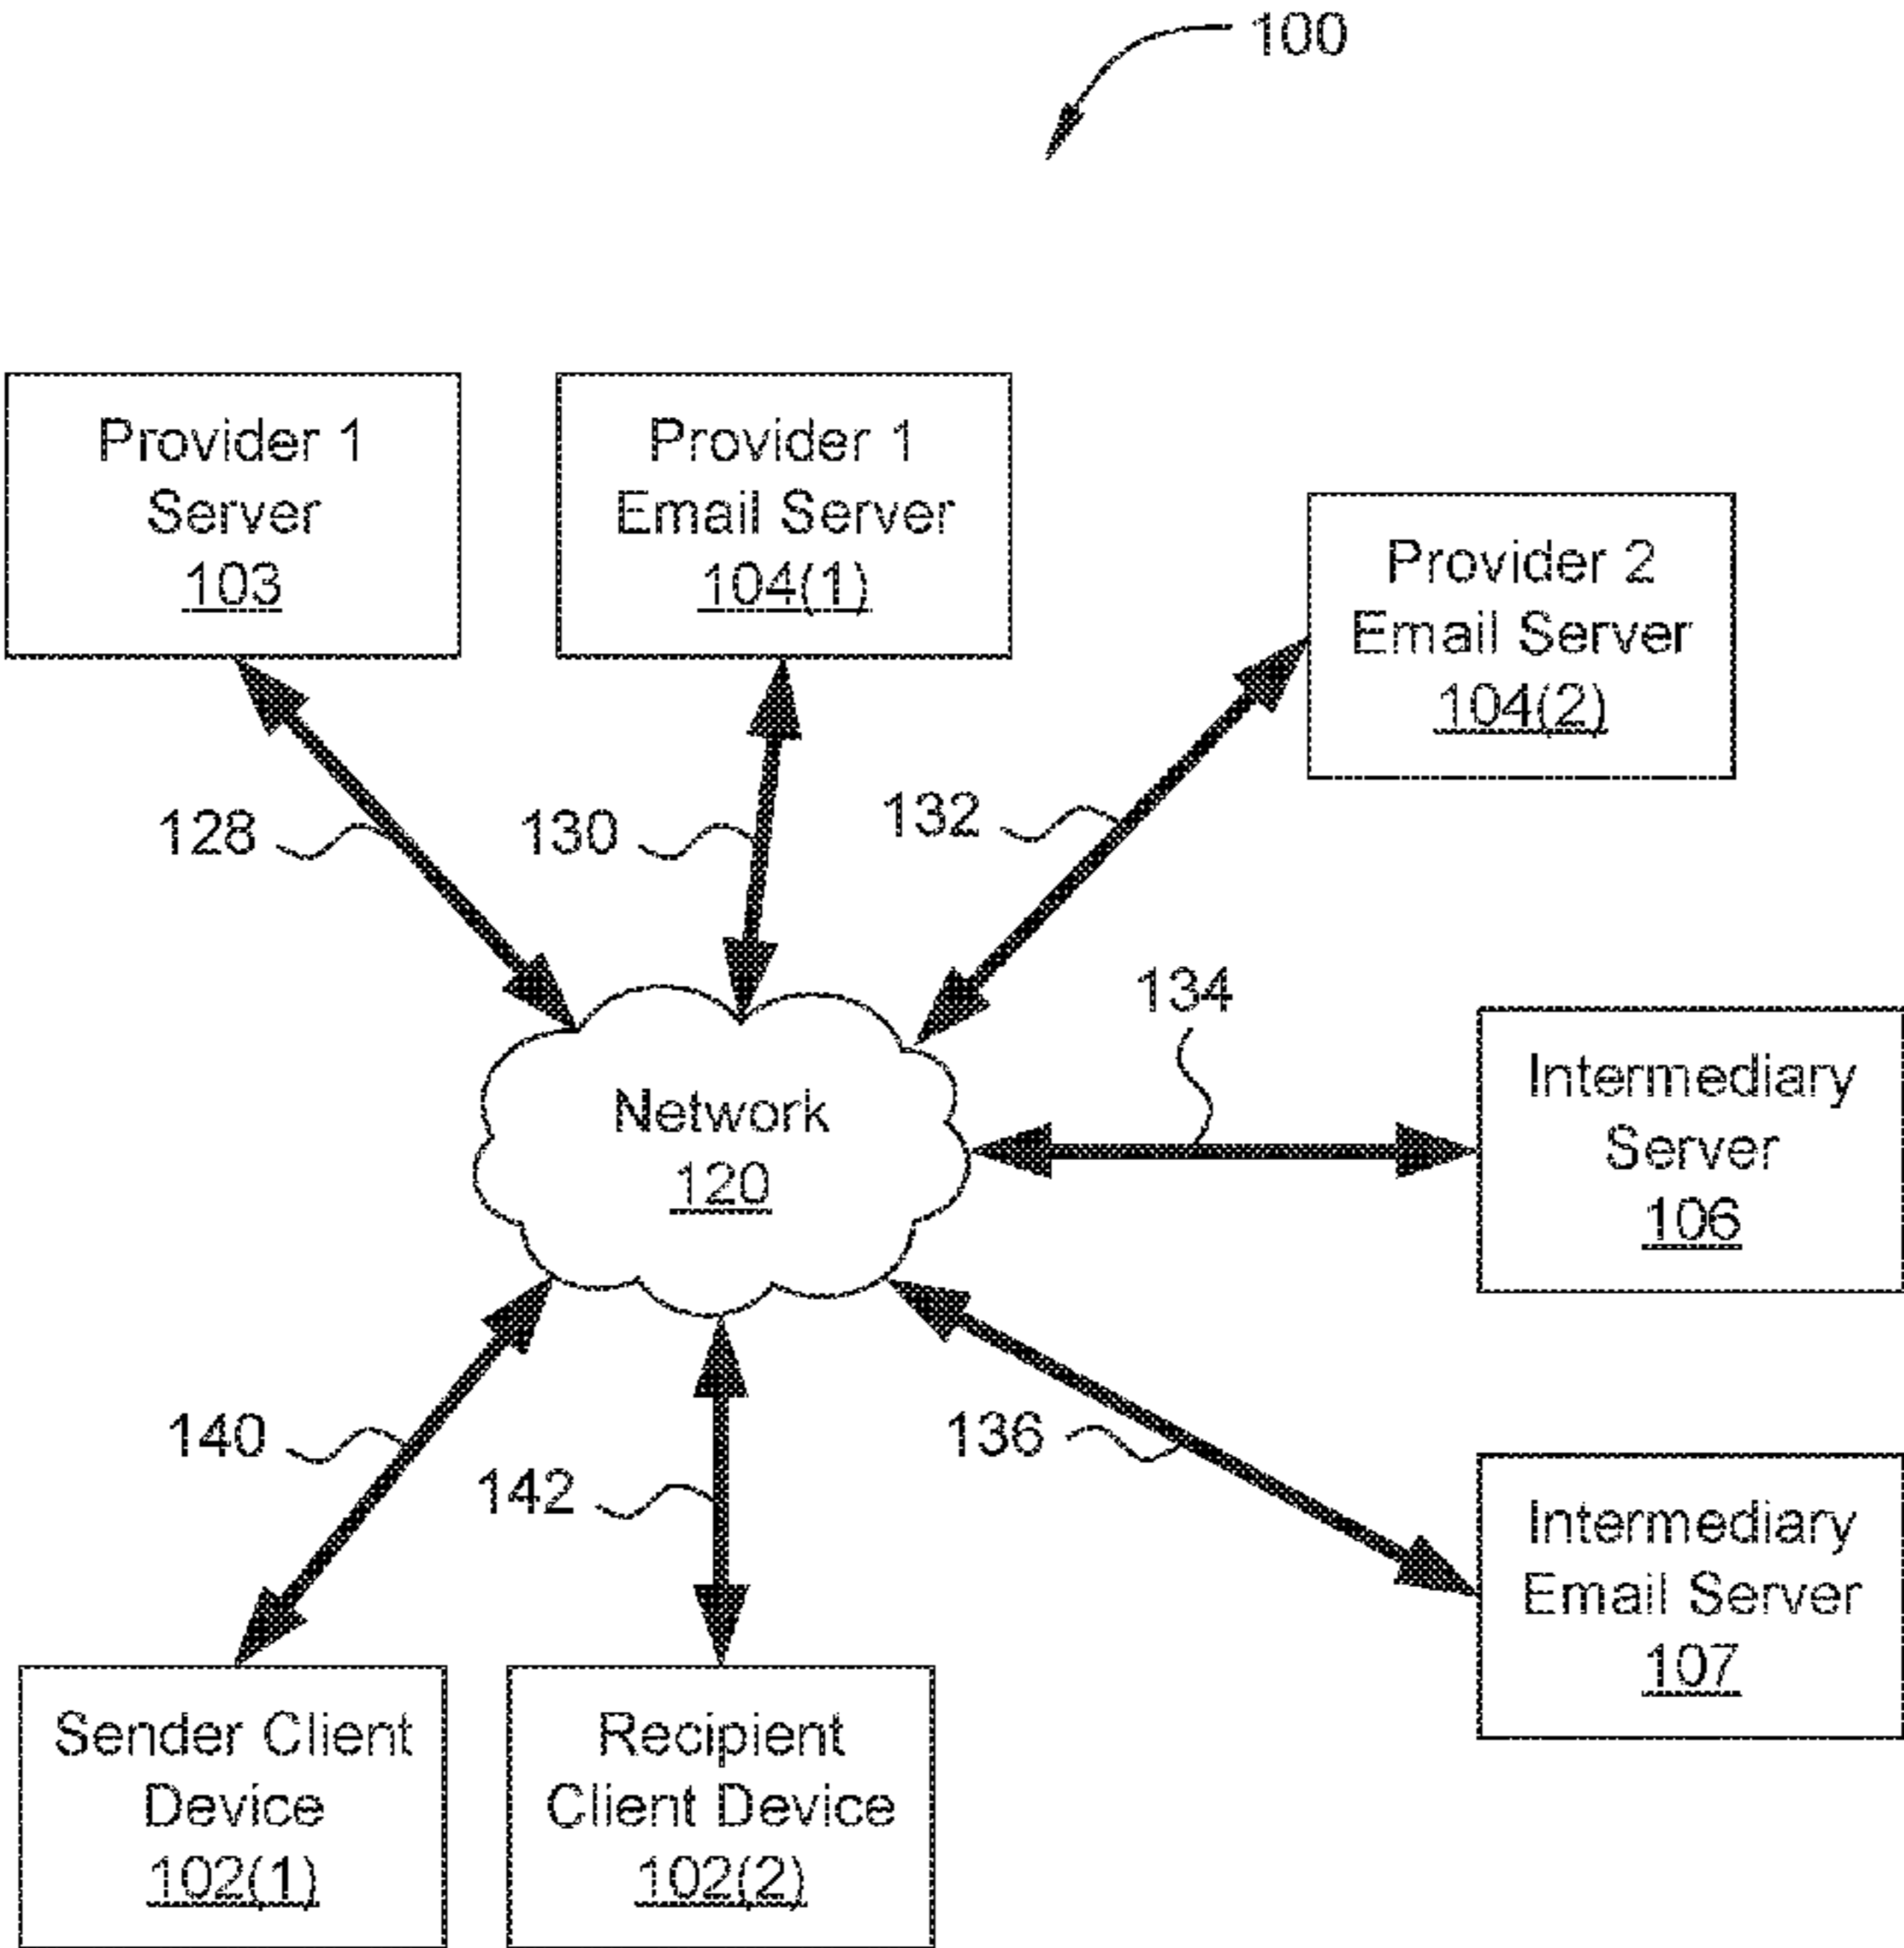 100
Provider 1
Server
103
Provider 1
Email Server
104(1)
Provider 2
Email Server
104(2)
128
130
132
134
Network
120
Intermediary
Server
106
140
142
136
Intermediary
Email Server
107
Sender Client
Device
102(1)
Recipient
Client Device
102(2)